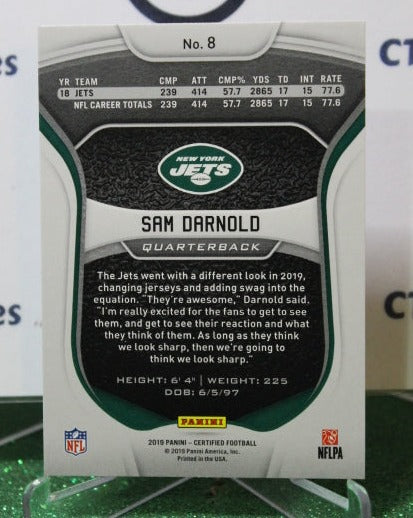 No. 8
YR TEAM CMP ATT CMP% YDS TD INT RATE
18 JETS 239 414 57.7 2865 17 15 77.6
NFL CAREER TOTALS 239 414 57.7 2865 17 15 77.6
NEW YORK
JETS
SAM DARNOLD
QUARTERBACK
The Jets went with a different look in 2019,
changing jerseys and adding swag into the
equation. "They're awesome," Darnold said.
"I'm really excited for the fans to get to see
them, and get to see their reaction and what
they think of them. As long as they think
we look sharp, then we're going to
think we look sharp."
HEIGHT: 6' 4" | WEIGHT: 225
DOB: 6/5/97
PANINI
NFL
NFLPA
2019 PANINI – CERTIFIED FOOTBALL
© 2019 Panini America, Inc.
Printed in the USA.